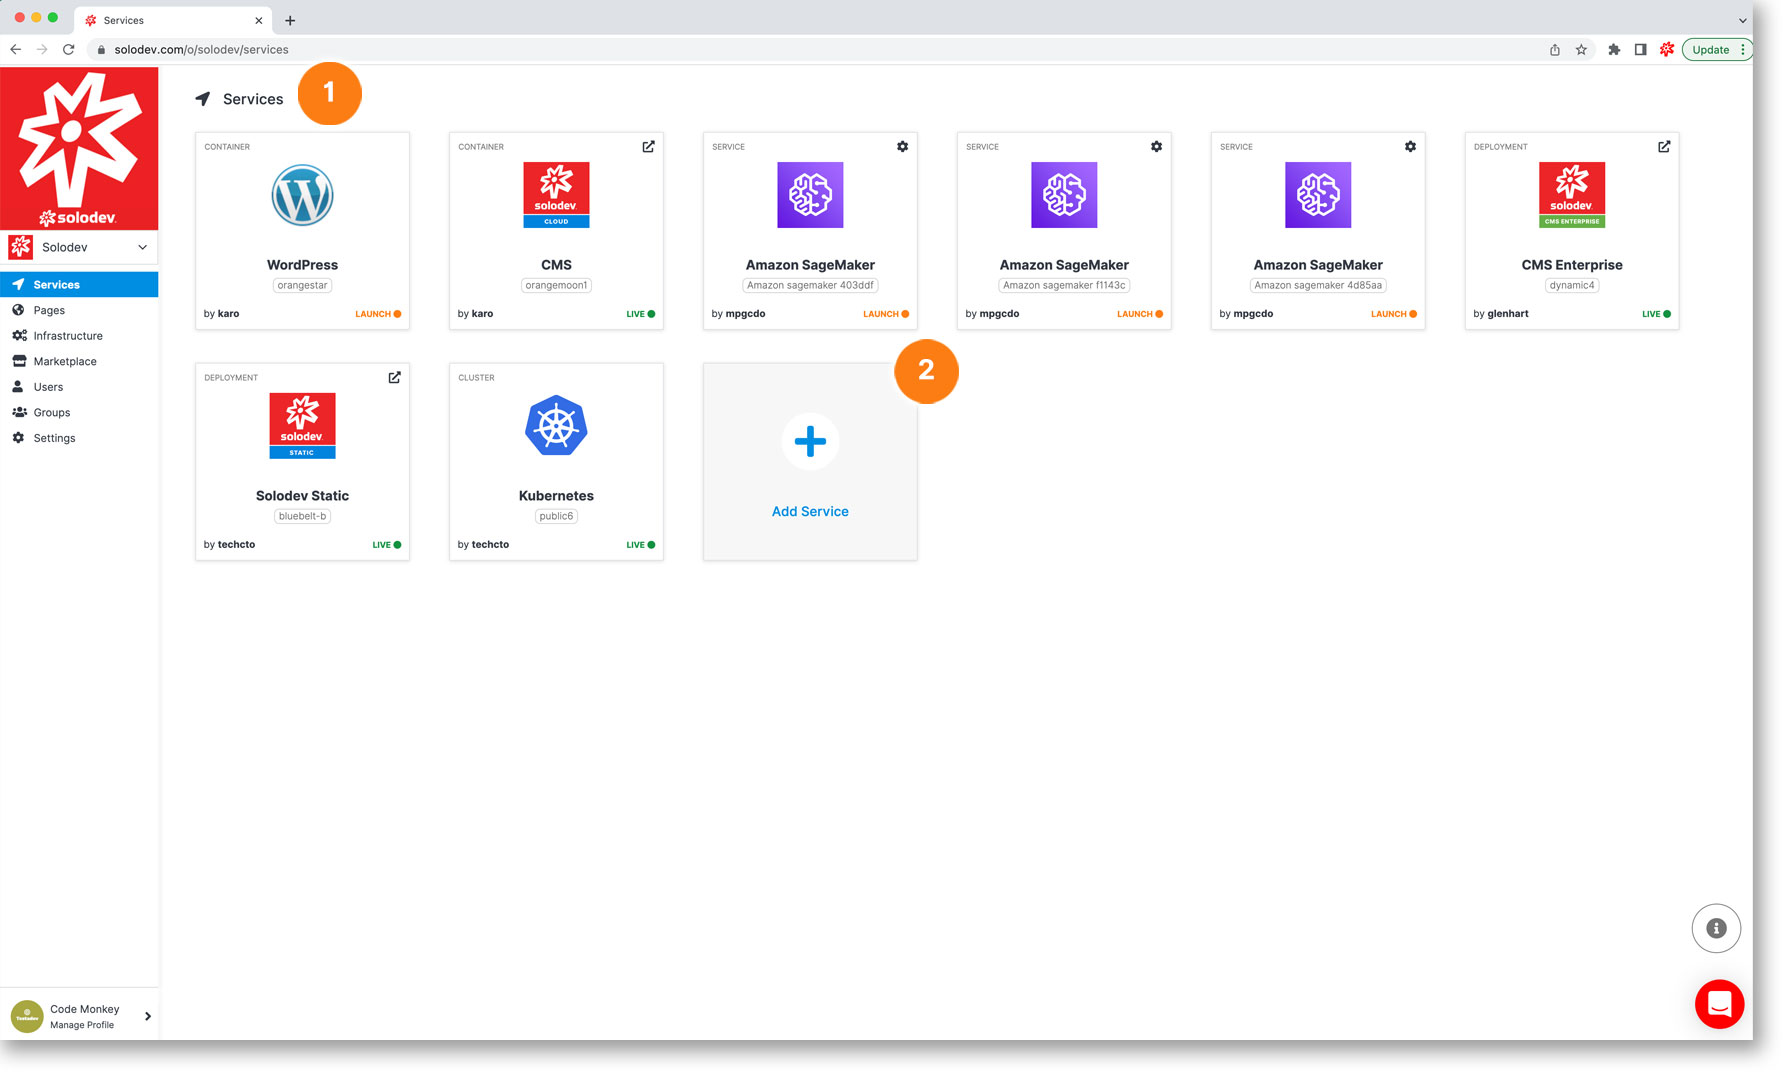 Services
solodev.com/o/solodev/services
Update
solodev
Solodev
Services
Pages
Infrastructure
Marketplace
Users
Groups
Settings
Code Monkey
Manage Profile
Services
1
CONTAINER
WordPress
orangestar
by karo
LAUNCH
CONTAINER
solodev
CLOUD
CMS
orangemoon1
by karo
LIVE
SERVICE
Amazon SageMaker
Amazon sagemaker 403ddf
by mpgcdo
LAUNCH
SERVICE
Amazon SageMaker
Amazon sagemaker f1143c
by mpgcdo
LAUNCH
SERVICE
Amazon SageMaker
Amazon sagemaker 4d85aa
by mpgcdo
LAUNCH
DEPLOYMENT
solodev
CMS ENTERPRISE
CMS Enterprise
dynamic4
by glenhart
LIVE
DEPLOYMENT
solodev
STATIC
Solodev Static
bluebelt-b
by techcto
LIVE
CLUSTER
Kubernetes
public6
by techcto
LIVE
2
Add Service